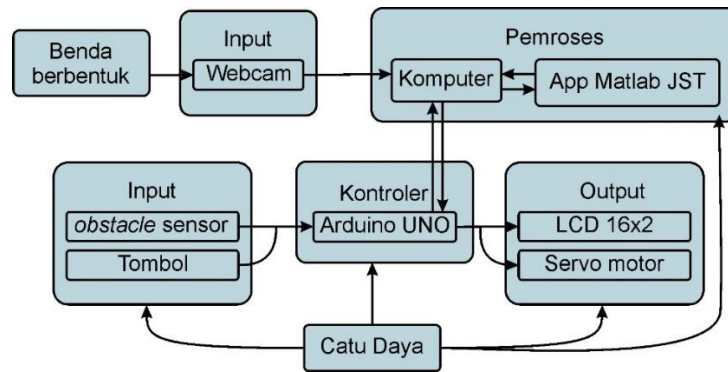 Benda
berbentuk
Input
Webcam
Pemroses
Komputer
App Matlab JST
Input
obstacle sensor
Tombol
Kontroler
Arduino UNO
Output
LCD 16x2
Servo motor
Catu Daya